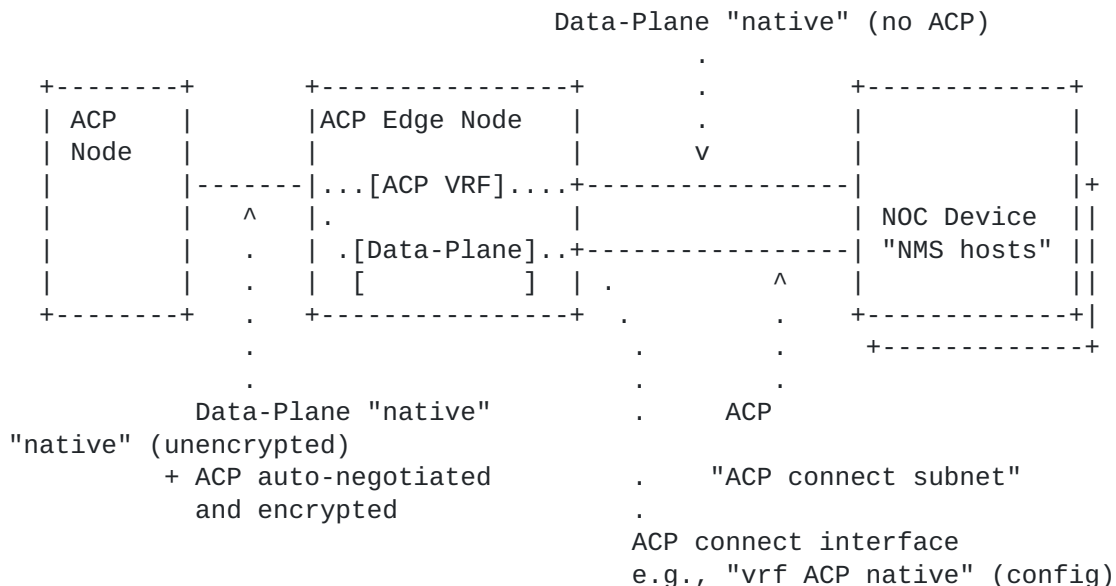 Data-Plane "native" (no ACP)
.
+--------+ +----------------+ . +-------------+
| ACP | |ACP Edge Node | . | |
| Node | | | v | |
| |-------|...[ACP VRF]....+-----------------| |+
| | ^ |. | | NOC Device ||
| | . | .[Data-Plane]..+-----------------| "NMS hosts" ||
| | . | [ ] | . ^ | ||
+--------+ . +----------------+ . . +-------------+|
. . . +-------------+
. . .
Data-Plane "native" . ACP
"native" (unencrypted)
+ ACP auto-negotiated . "ACP connect subnet"
and encrypted .
ACP connect interface
e.g., "vrf ACP native" (config)